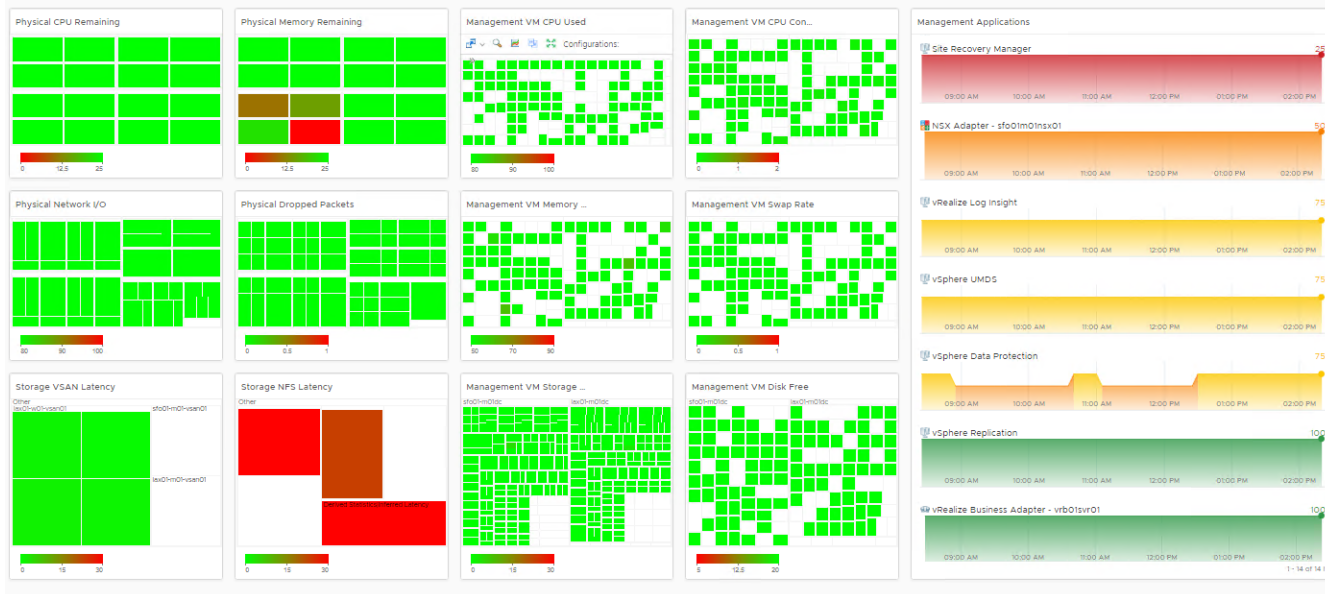 Physical CPU Remaining
0 12.5 25
Physical Memory Remaining
0 12.5 25
Management VM CPU Used
Configurations:
80 90 100
Management VM CPU Con...
0 1 2
Physical Network I/O
80 90 100
Physical Dropped Packets
0 0.5 1
Management VM Memory ...
50 70 90
Management VM Swap Rate
0 0.5 1
Storage VSAN Latency
Other
lax01-w01-vsan01
sfo01-m01-vsan01
lax01-m01-vsan01
0 15 30
Storage NFS Latency
Other
0 15 30
Management VM Storage ...
sfo01-m01dc lax01-m01dc
0 15 30
Management VM Disk Free
sfo01-m01dc lax01-m01dc
5 12.5 20
Management Applications
Site Recovery Manager 25
09:00 AM 10:00 AM 11:00 AM 12:00 PM 01:00 PM 02:00 PM
NSX Adapter - sfo01m01nsx01 50
09:00 AM 10:00 AM 11:00 AM 12:00 PM 01:00 PM 02:00 PM
vRealize Log Insight 75
09:00 AM 10:00 AM 11:00 AM 12:00 PM 01:00 PM 02:00 PM
vSphere UMDS 75
09:00 AM 10:00 AM 11:00 AM 12:00 PM 01:00 PM 02:00 PM
vSphere Data Protection 75
09:00 AM 10:00 AM 11:00 AM 12:00 PM 01:00 PM 02:00 PM
vSphere Replication 100
09:00 AM 10:00 AM 11:00 AM 12:00 PM 01:00 PM 02:00 PM
vRealize Business Adapter - vrb01svr01 100
09:00 AM 10:00 AM 11:00 AM 12:00 PM 01:00 PM 02:00 PM
1 - 14 of 14